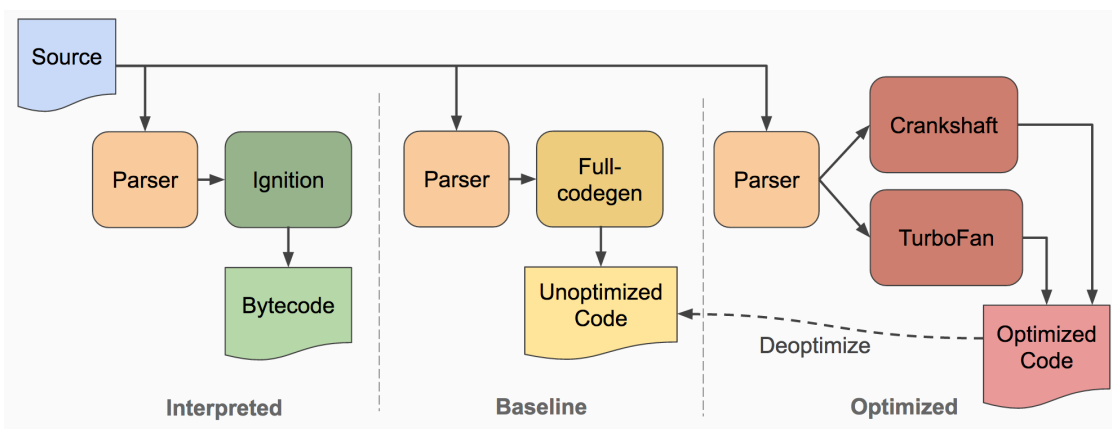 Source
Parser
Ignition
Bytecode
Interpreted
Parser
Full-
codegen
Unoptimized
Code
Baseline
Parser
Crankshaft
TurboFan
Optimized
Code
Deoptimize
Optimized